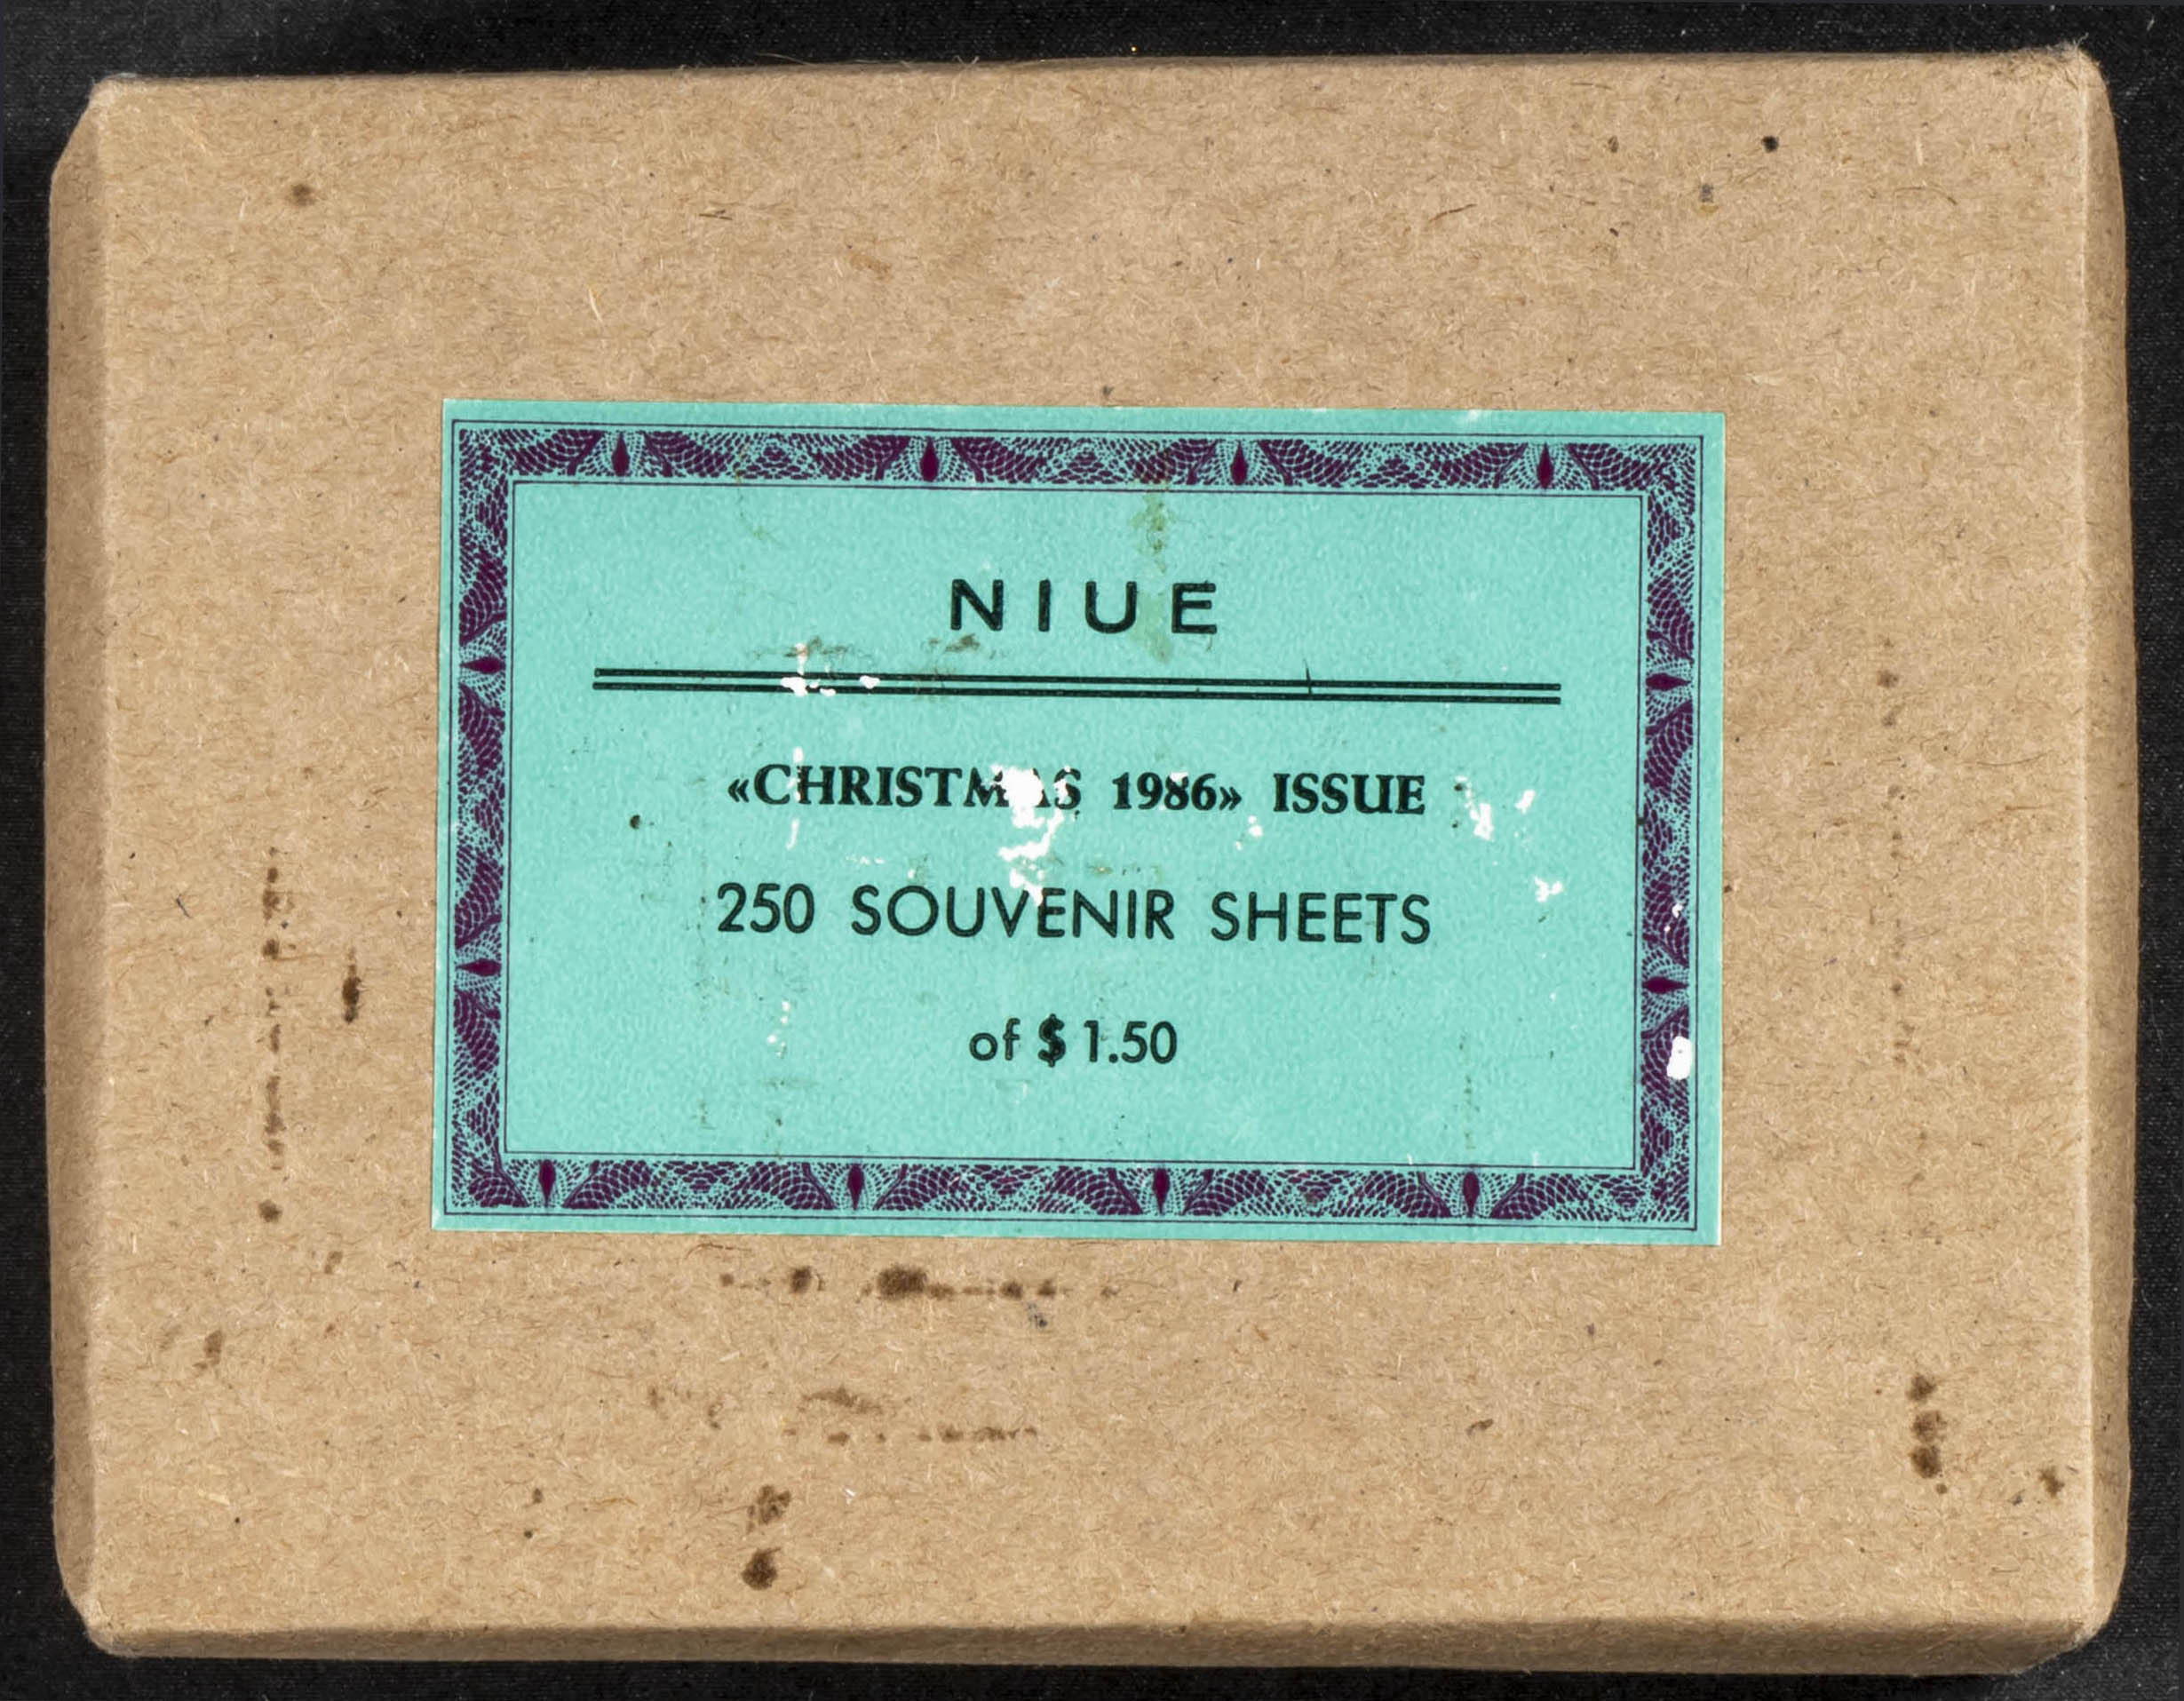 NIUE
«CHRISTMAS 1986» ISSUE
250 SOUVENIR SHEETS
of $ 1.50